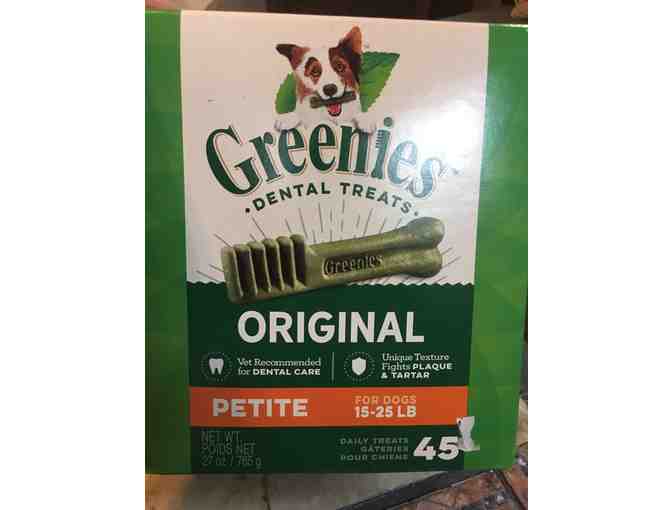 Greenies™
·DENTAL TREATS·
Greenies
ORIGINAL
Vet Recommended
for DENTAL CARE
Unique Texture
Fights PLAQUE
& TARTAR
PETITE
FOR DOGS
15-25 LB
NET WT.
POIDS NET
27 oz / 765 g
DAILY TREATS
GÂTERIES
POUR CHIENS
45